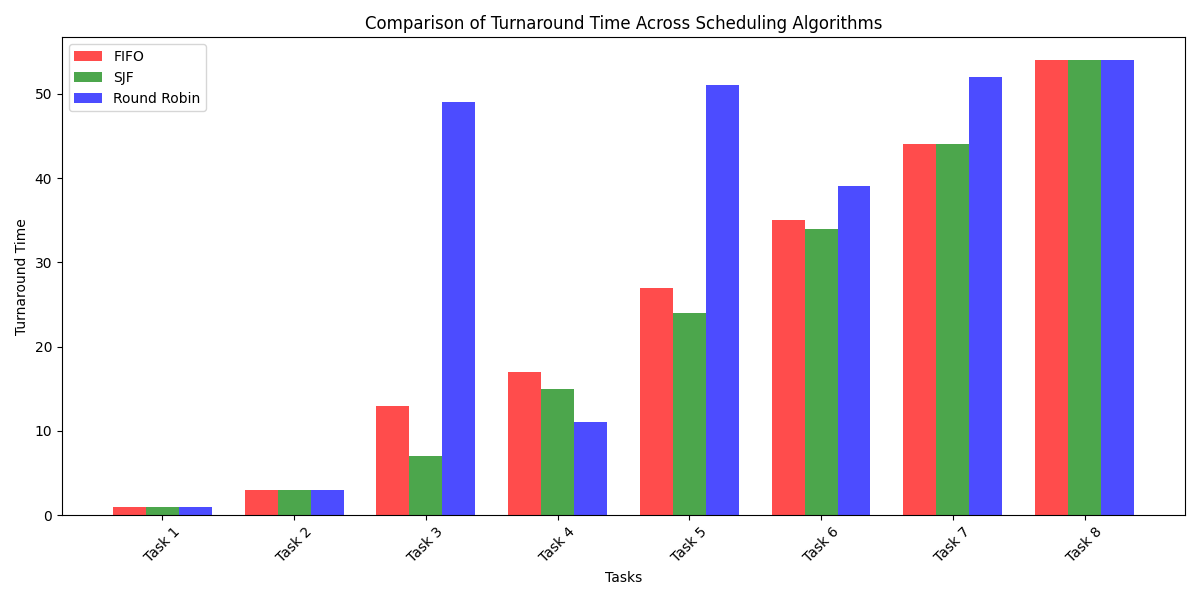 Comparison of Turnaround Time Across Scheduling Algorithms
FIFO
SJF
Round Robin
Turnaround Time
50
40
30
20
10
0
Task 1
Task 2
Task 3
Task 4
Task 5
Task 6
Task 7
Task 8
Tasks